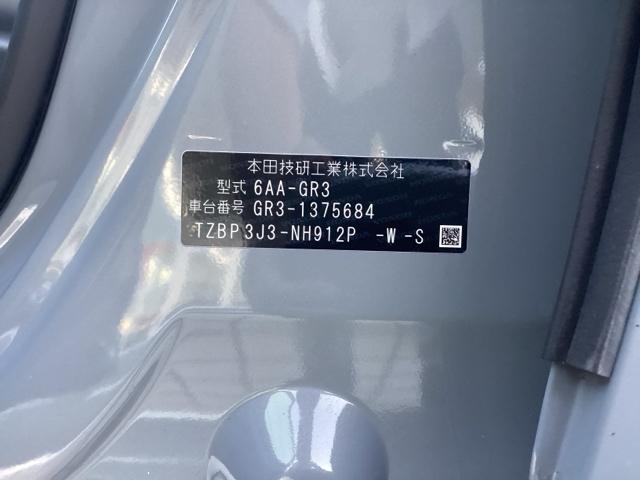 本田技研工業株式会社
型式 6AA-GR3
車台番号 GR3-1375684
TZBP3J3-NH912P -W-S